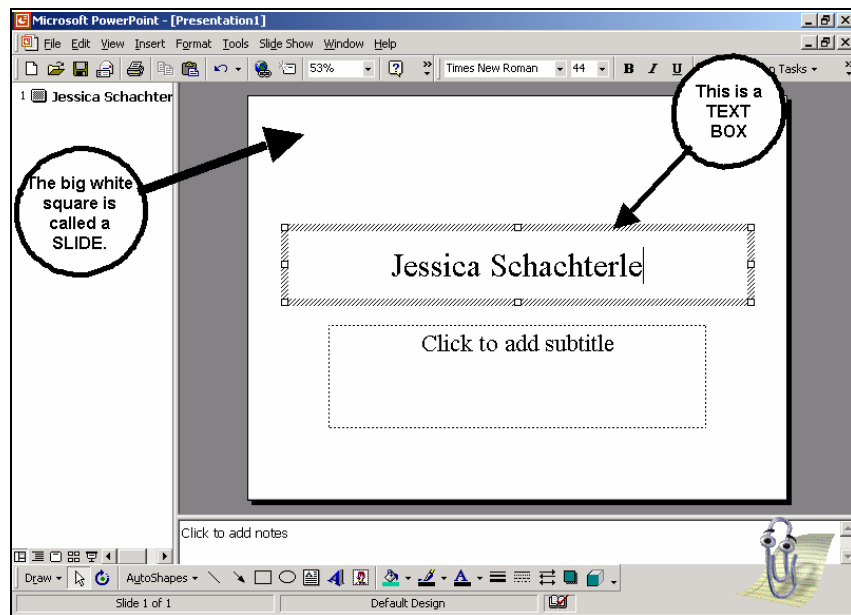 Microsoft PowerPoint - [Presentation1]
File Edit View Insert Format Tools Slide Show Window Help
53% Times New Roman 44 B I U Tasks
1 Jessica Schachter
This is a
TEXT
BOX
The big white
square is
called a
SLIDE.
Jessica Schachterle
Click to add subtitle
Click to add notes
Draw AutoShapes
Slide 1 of 1 Default Design